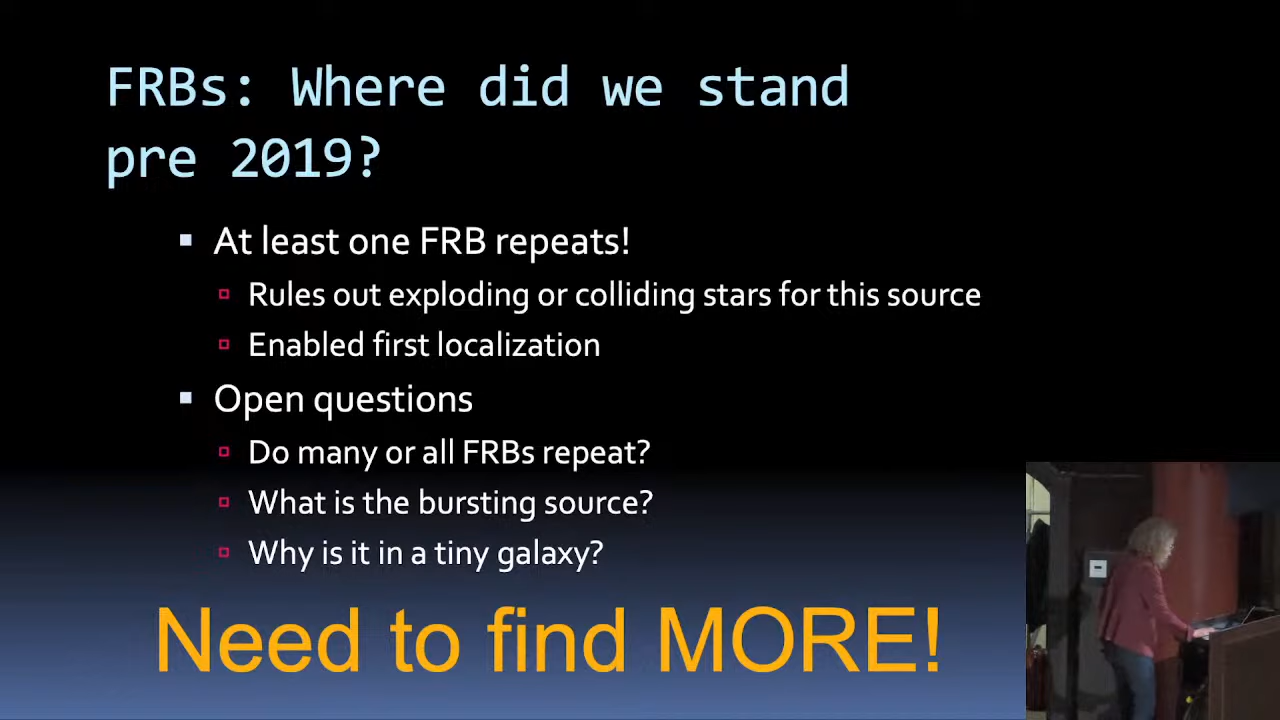 FRBs: Where did we stand
pre 2019?
At least one FRB repeats!
Rules out exploding or colliding stars for this source
Enabled first localization
Open questions
Do many or all FRBs repeat?
What is the bursting source?
Why is it in a tiny galaxy?
Need to find MORE!